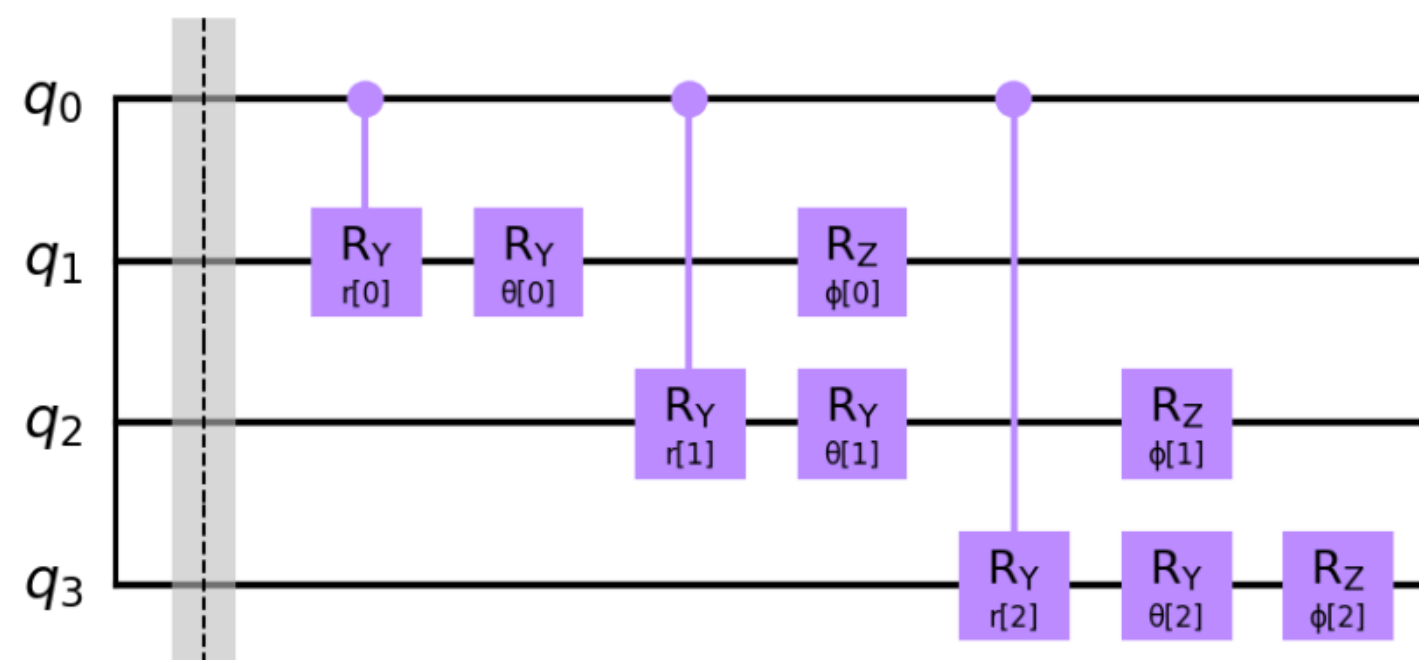 q0
q1 RY r[0] RY θ[0] RZ ϕ[0]
q2 RY r[1] RY θ[1] RZ ϕ[1]
q3 RY r[2] RY θ[2] RZ ϕ[2]